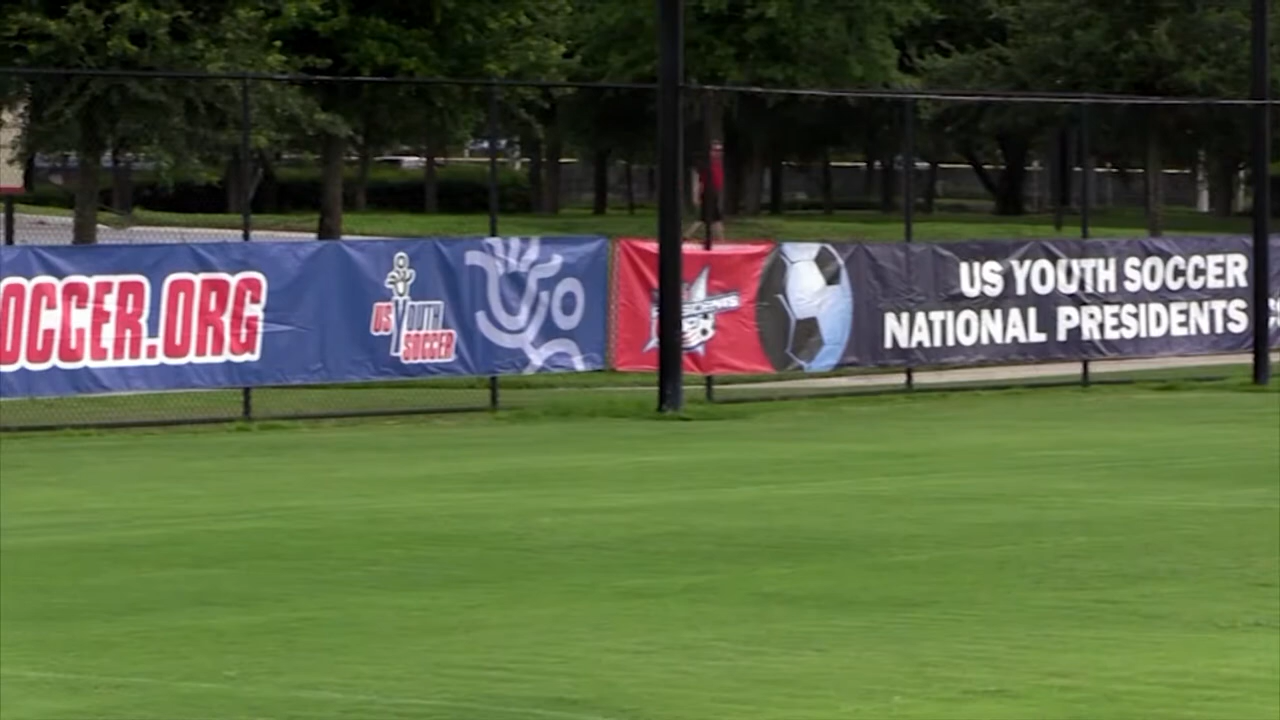 OCCER.ORG
US YOUTH
SOCCER
US YOUTH SOCCER
NATIONAL PRESIDENTS